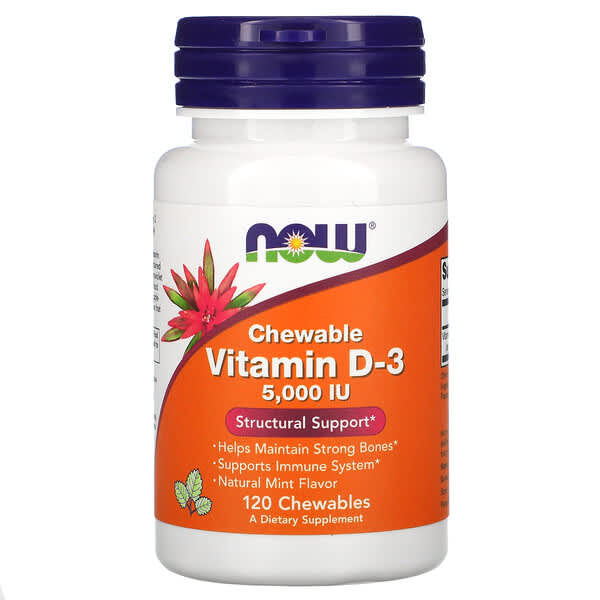 NOW®
Chewable
Vitamin D-3
5,000 IU
Structural Support*
•Helps Maintain Strong Bones*
•Supports Immune System*
•Natural Mint Flavor
120 Chewables
A Dietary Supplement